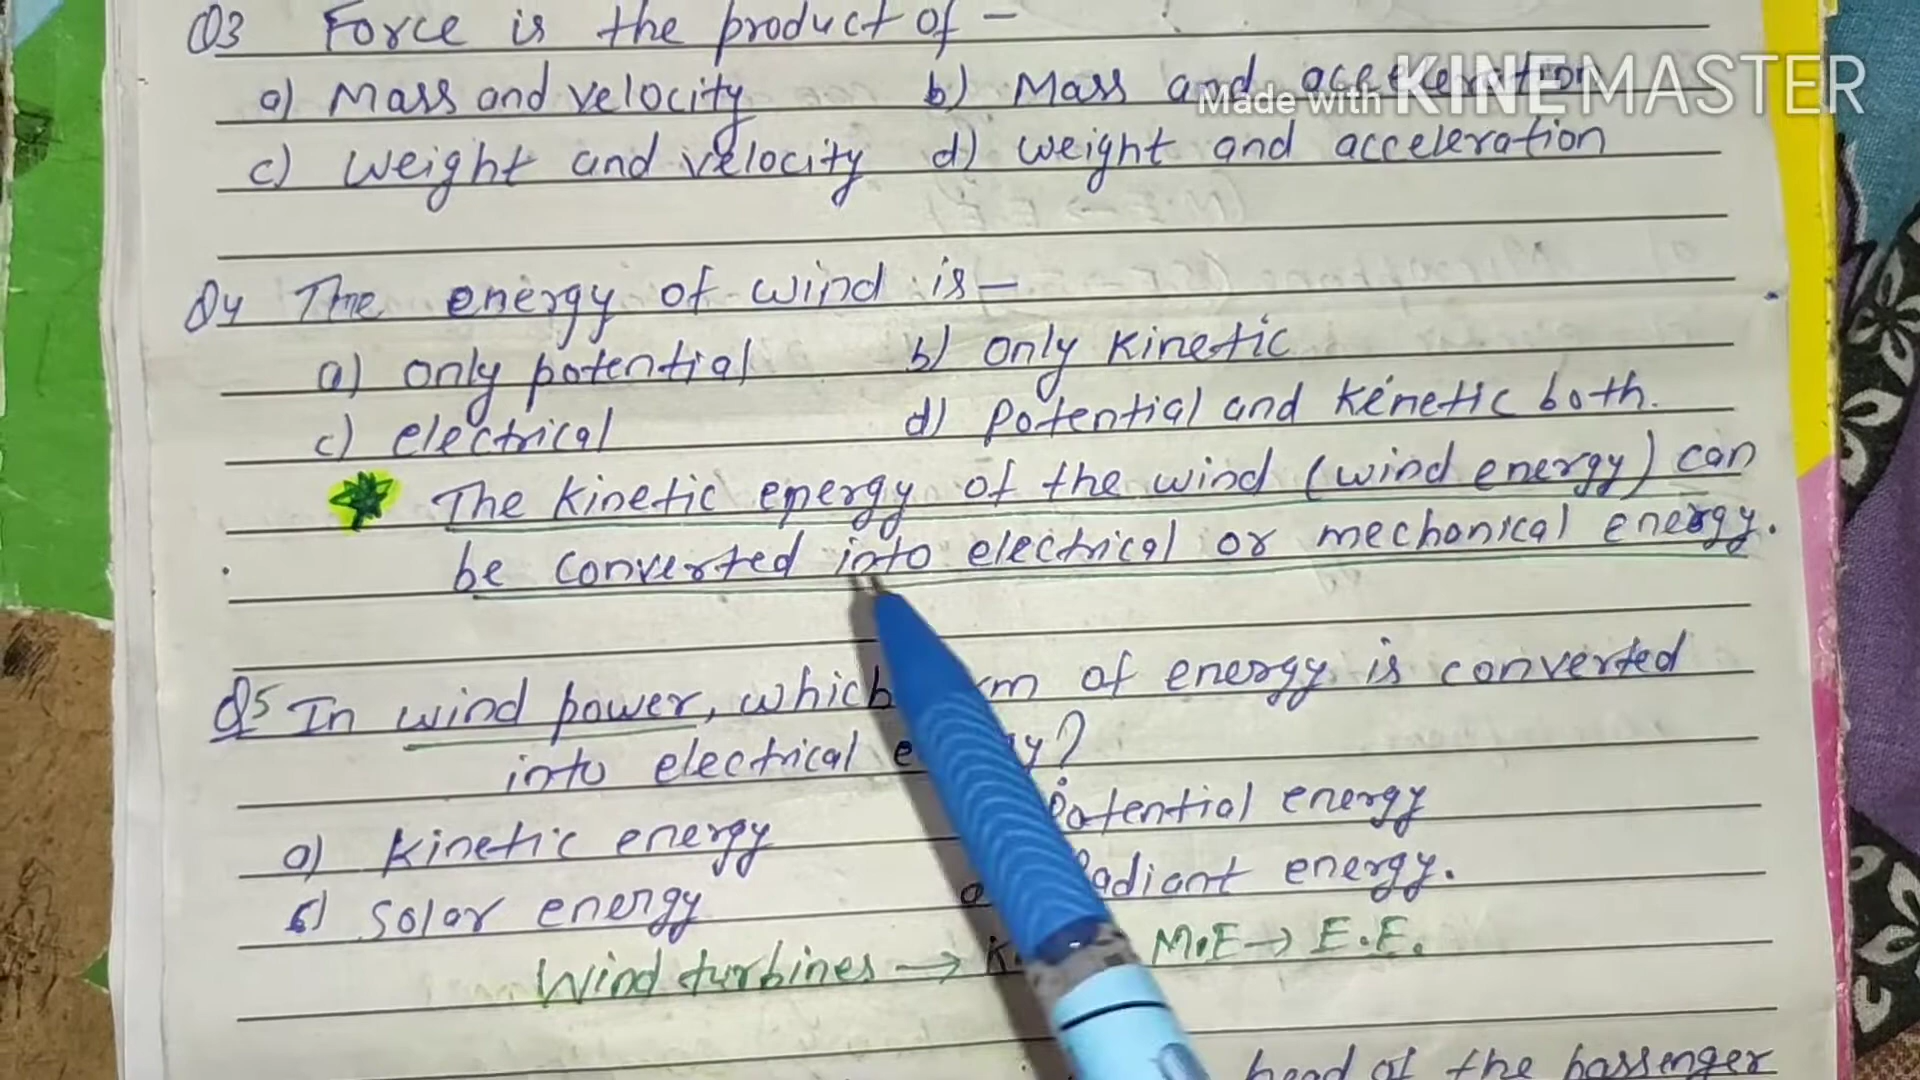 Q3 Force is the product of —
a) Mass and velocity b) Mass and acceleration
Made with KINEMASTER
c) Weight and velocity d) weight and acceleration
Q4 The energy of wind is—
a) only potential b) only kinetic
c) electrical d) Potential and kenetic both.
The kinetic energy of the wind (wind energy) can
be converted into electrical or mechanical energy.
Q5 In wind power, which of energy is converted
into electrical
a) Kinetic energy Potential energy
c) Solar energy energy.
Wind turbines → M.E → E.E.
head of the passenger